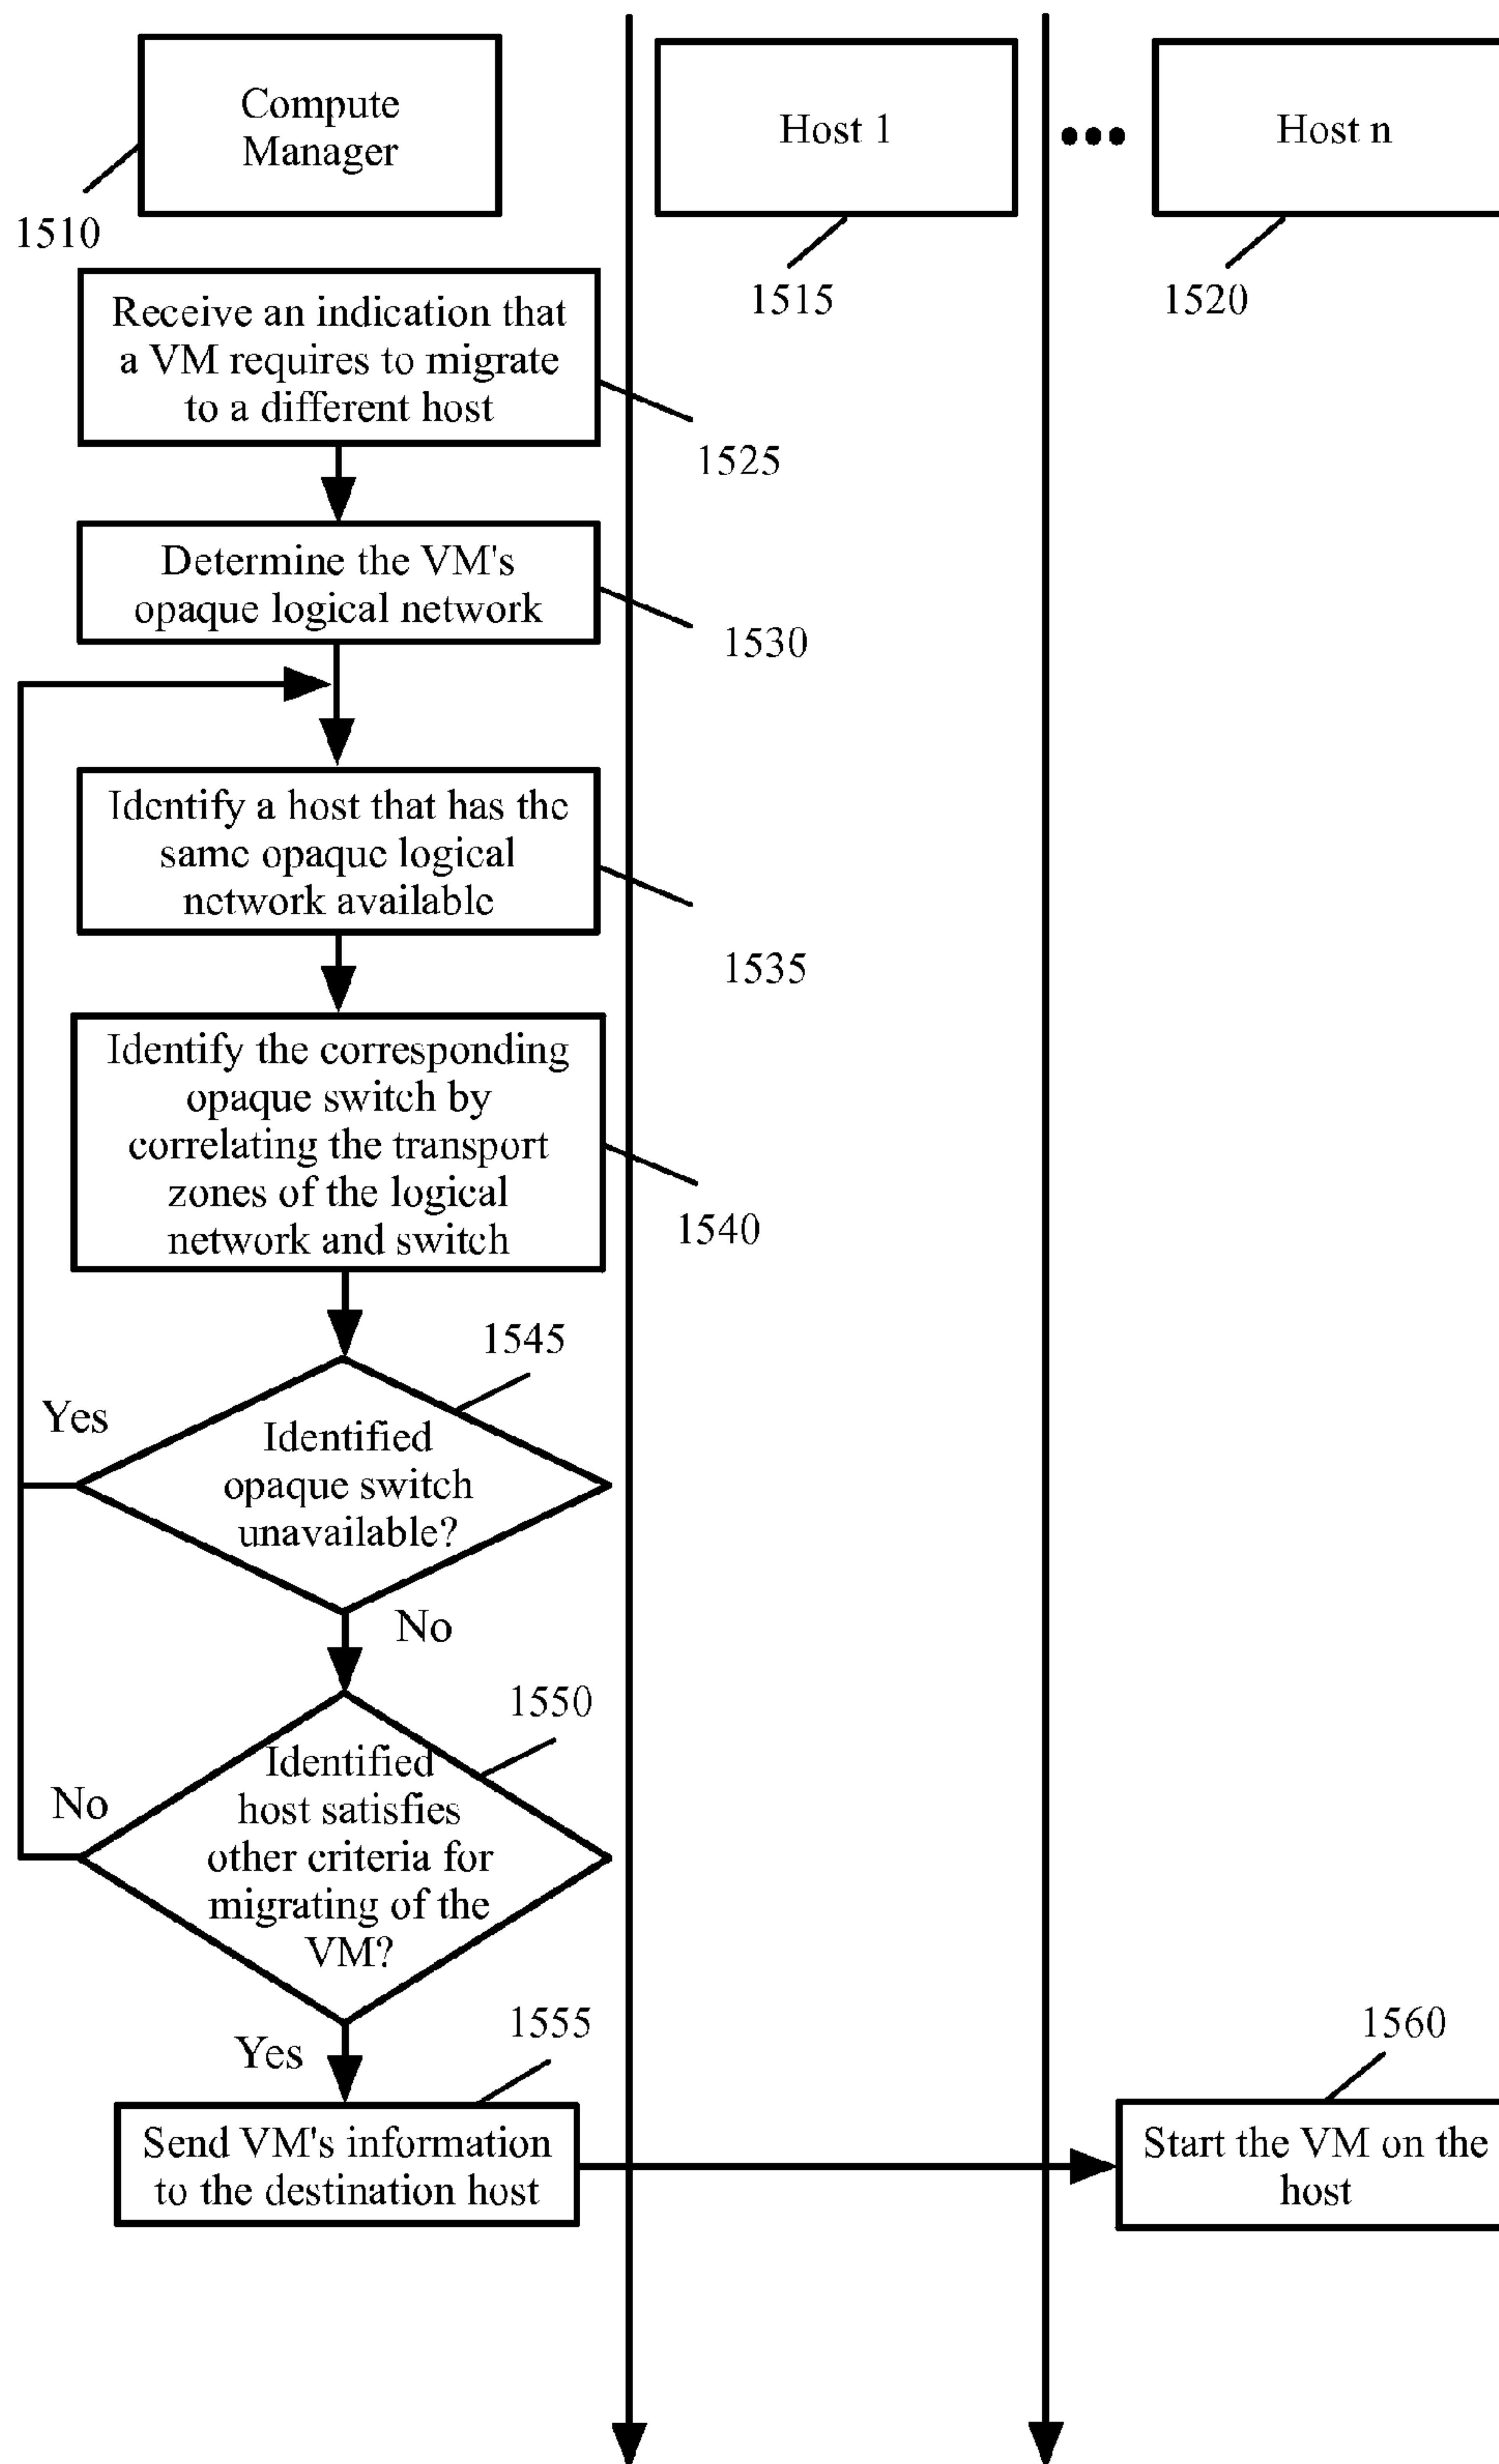 Compute
Manager
Host 1
Host n
1510
1515
1520
Receive an indication that
a VM requires to migrate
to a different host
1525
Determine the VM's
opaque logical network
1530
Identify a host that has the
same opaque logical
network available
1535
Identify the corresponding
opaque switch by
correlating the transport
zones of the logical
network and switch
1540
1545
Yes
Identified
opaque switch
unavailable?
No
1550
No
Identified
host satisfies
other criteria for
migrating of the
VM?
1555
1560
Yes
Send VM's information
to the destination host
Start the VM on the
host